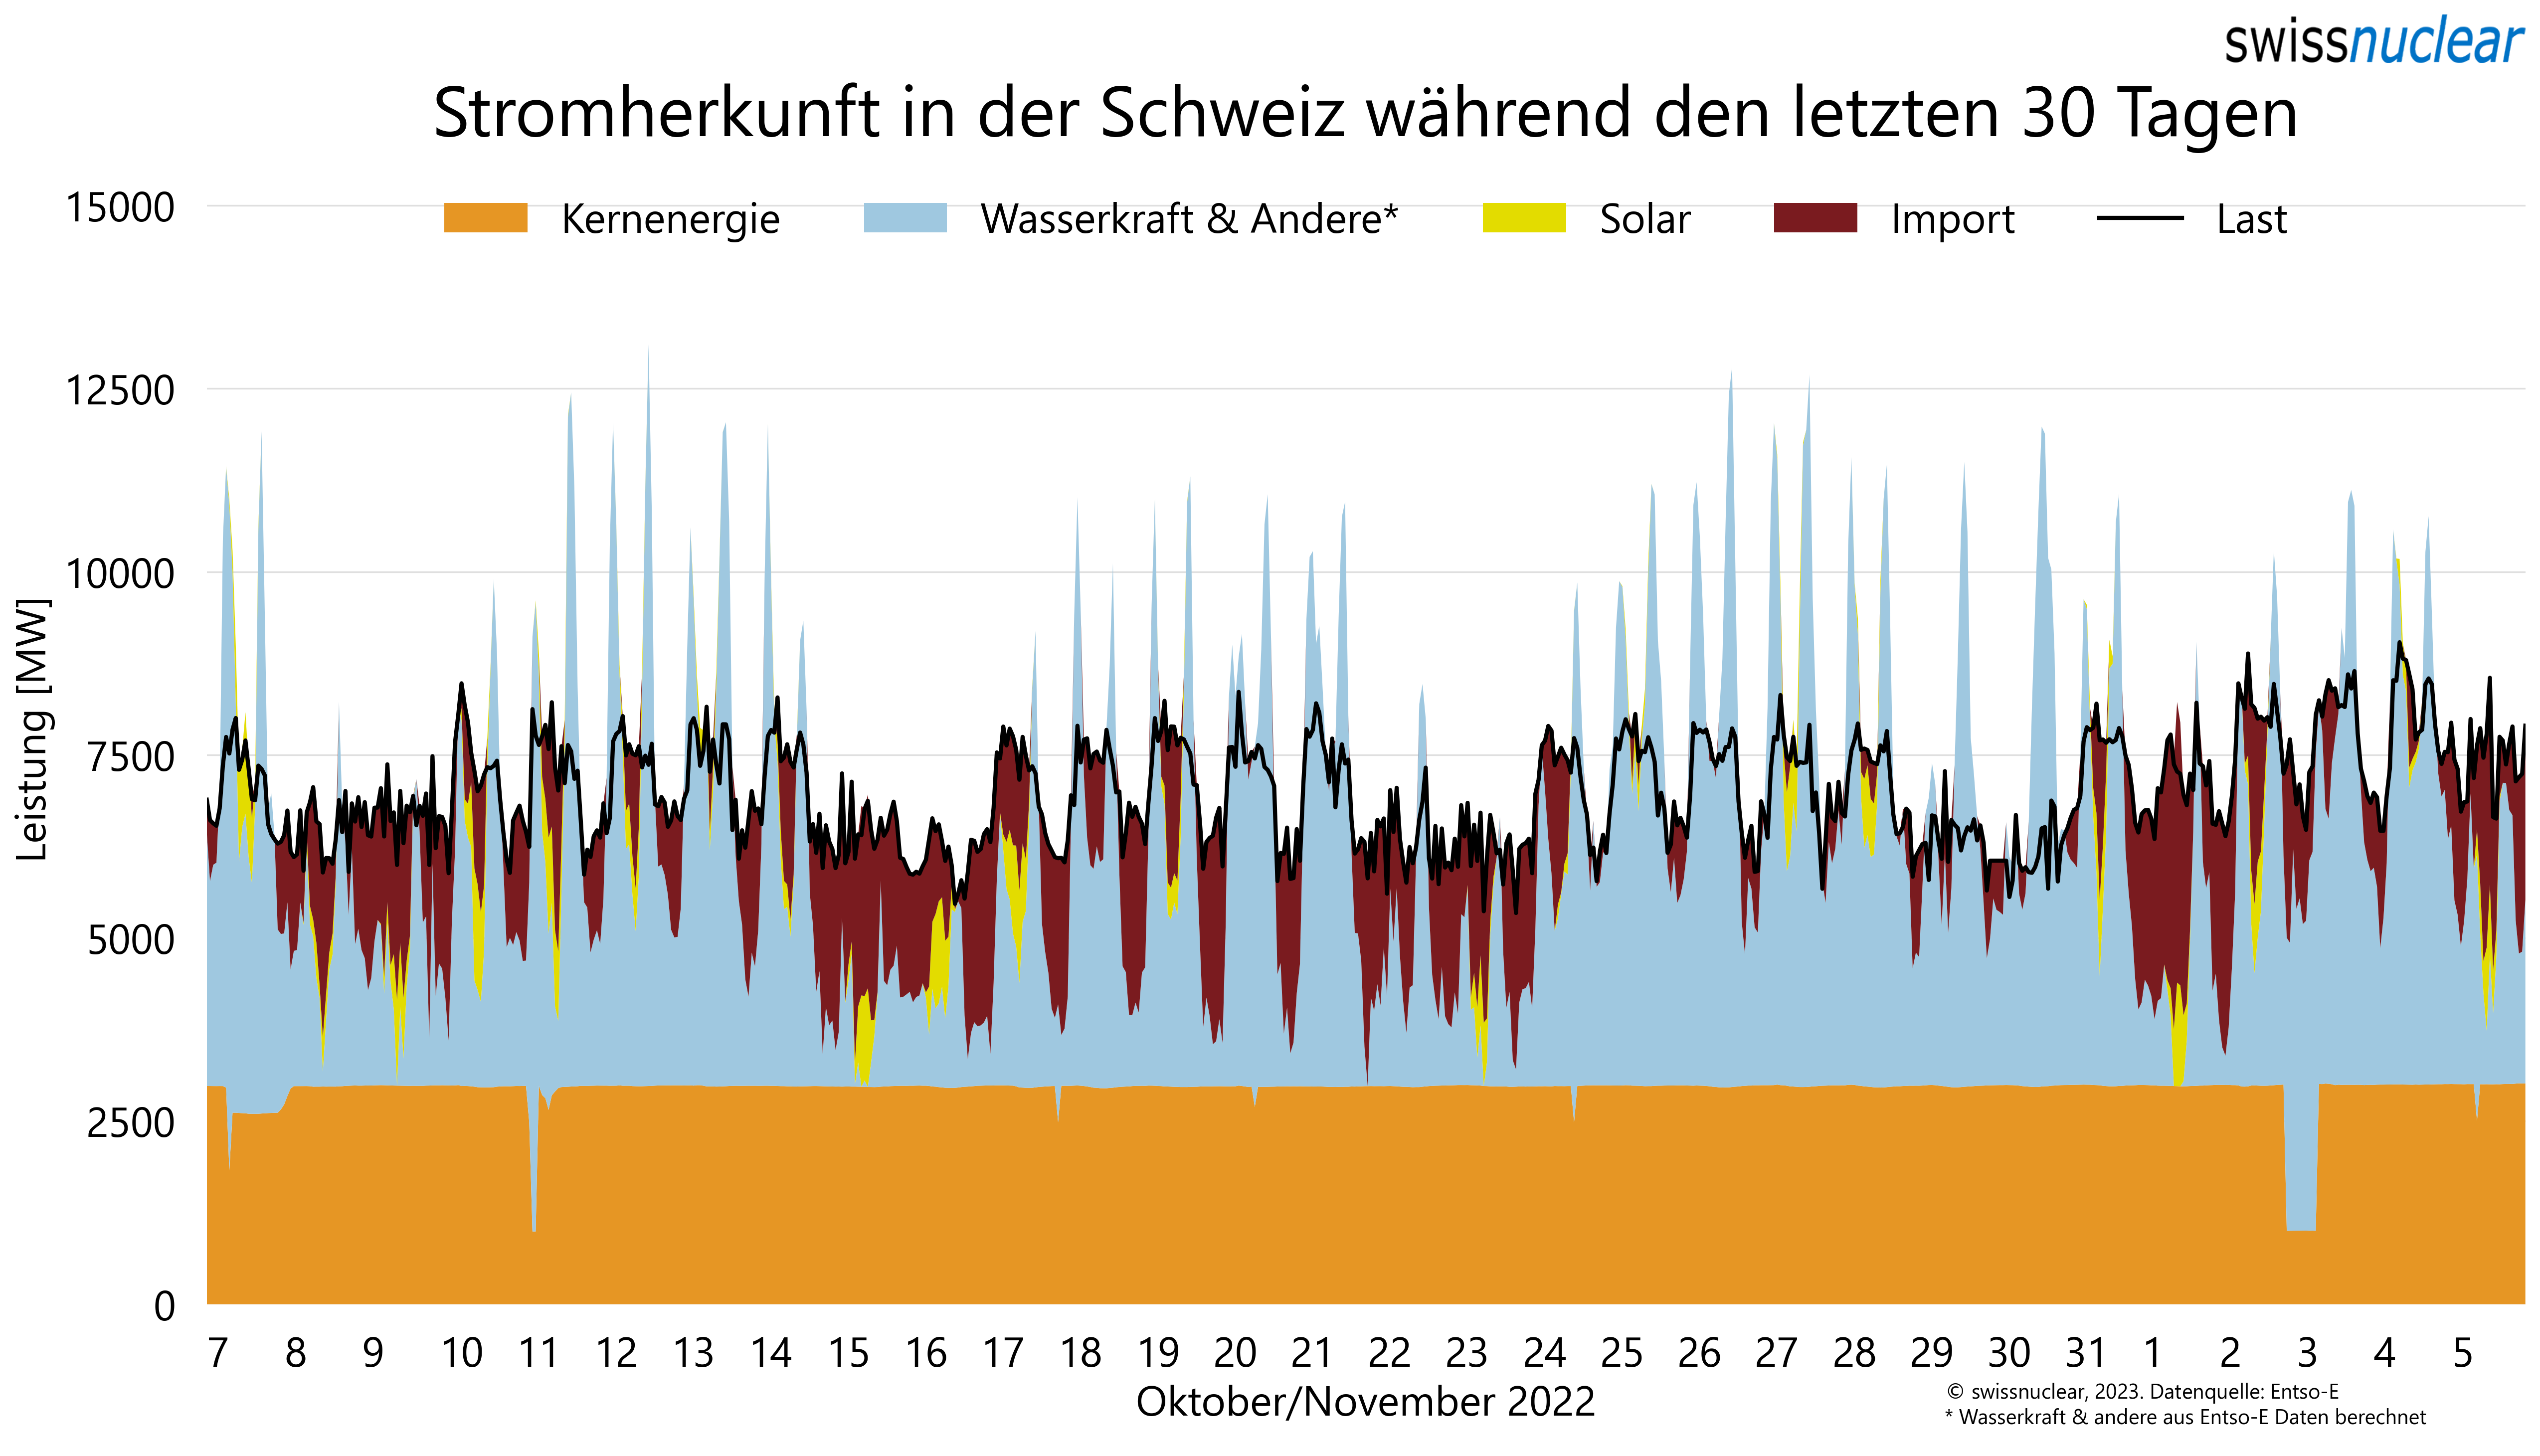 swissnuclear
Stromherkunft in der Schweiz während den letzten 30 Tagen
Kernenergie Wasserkraft & Andere* Solar Import Last
15000
12500
10000
7500
5000
2500
0
Leistung [MW]
7 8 9 10 11 12 13 14 15 16 17 18 19 20 21 22 23 24 25 26 27 28 29 30 31 1 2 3 4 5
Oktober/November 2022
© swissnuclear, 2023. Datenquelle: Entso-E
* Wasserkraft & andere aus Entso-E Daten berechnet